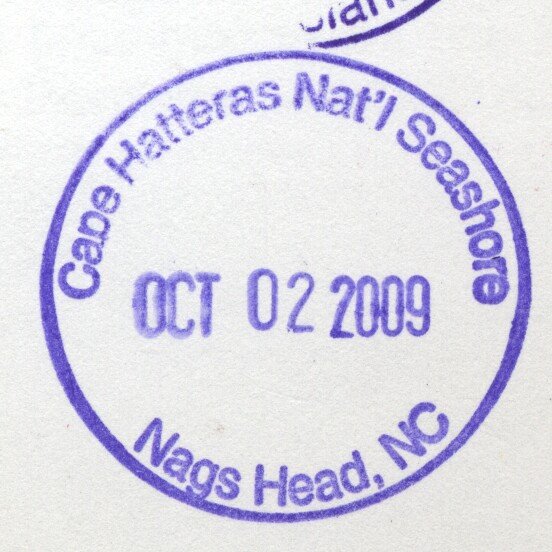 Cape Hatteras Nat'l Seashore
OCT 02 2009
Nags Head, NC